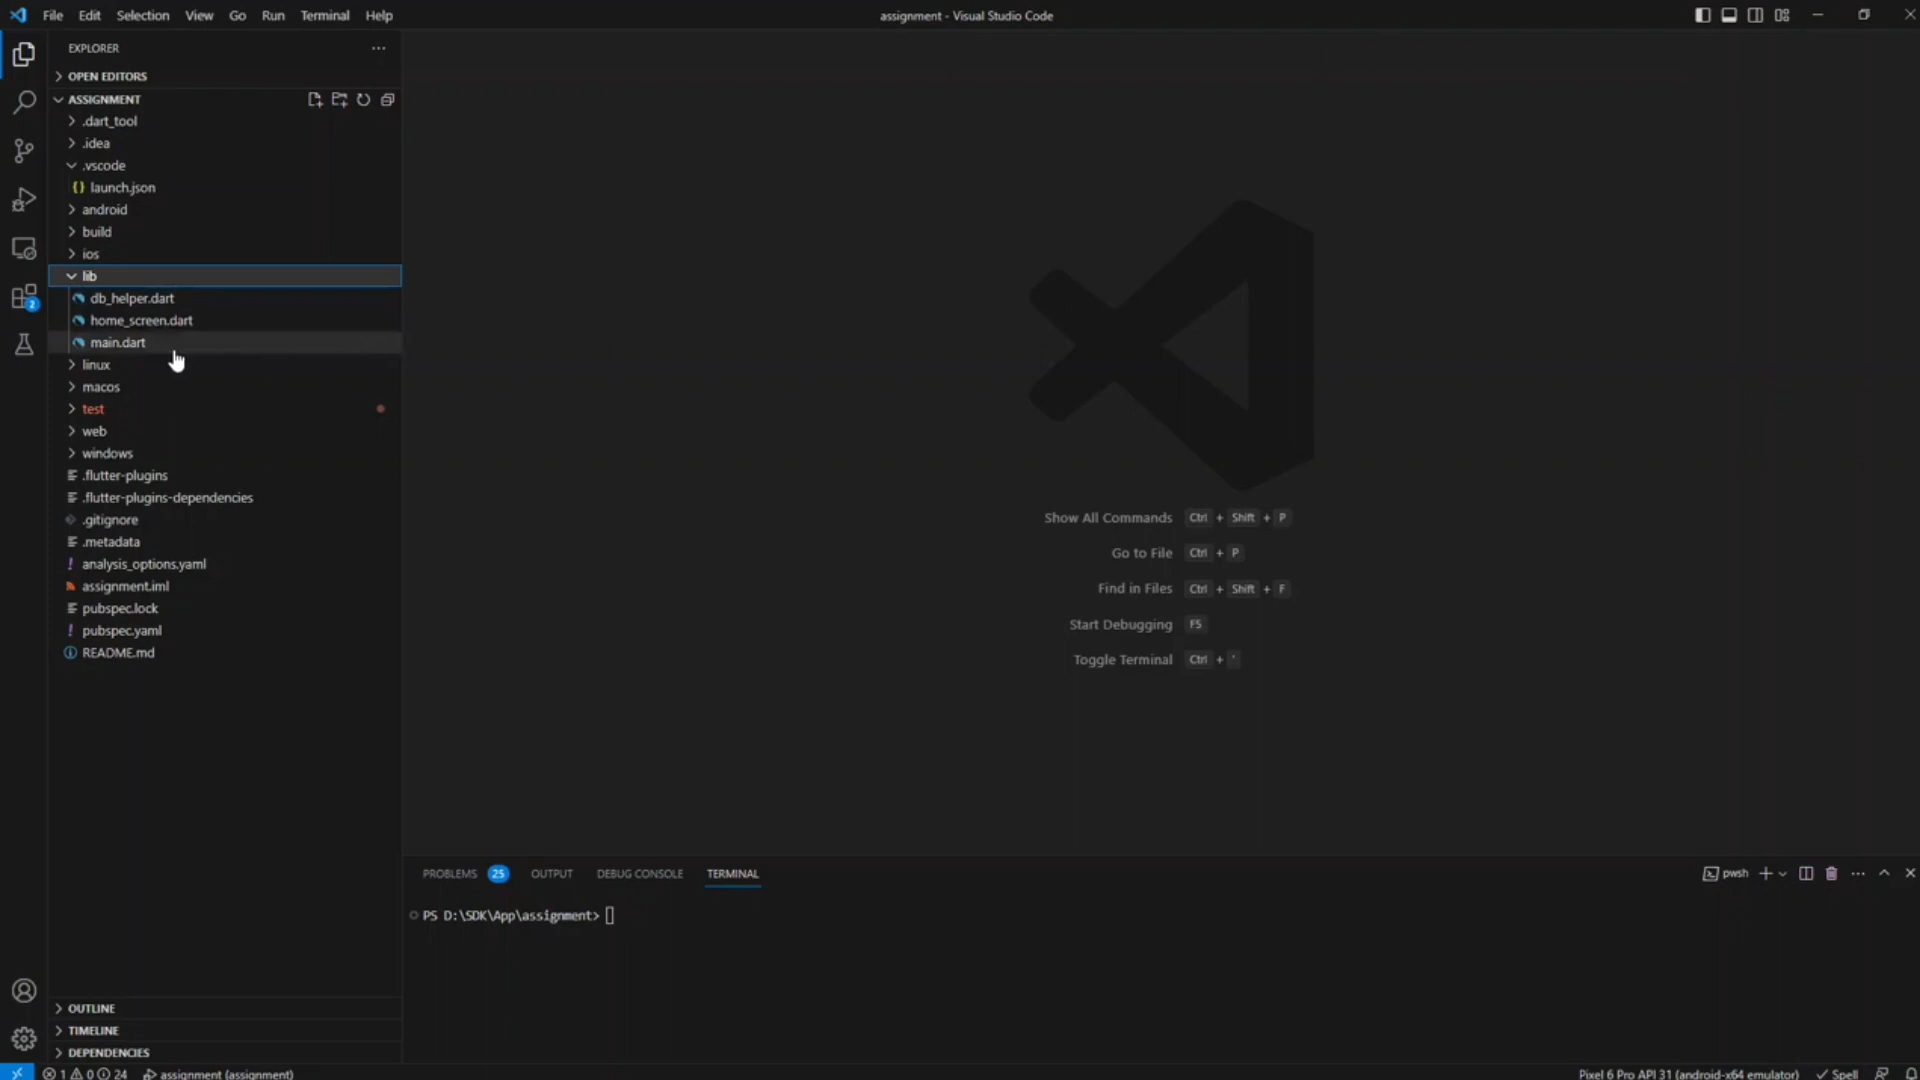 File Edit Selection View Go Run Terminal Help
assignment - Visual Studio Code
EXPLORER
OPEN EDITORS
ASSIGNMENT
.dart_tool
.idea
.vscode
{} launch.json
android
build
ios
lib
db_helper.dart
home_screen.dart
main.dart
linux
macos
test
web
windows
.flutter-plugins
.flutter-plugins-dependencies
.gitignore
.metadata
! analysis_options.yaml
assignment.iml
pubspec.lock
! pubspec.yaml
README.md
2
Show All Commands Ctrl + Shift + P
Go to File Ctrl + P
Find in Files Ctrl + Shift + F
Start Debugging F5
Toggle Terminal Ctrl + '
PROBLEMS 25 OUTPUT DEBUG CONSOLE TERMINAL
pwsh
PS D:\SDK\App\assignment>
OUTLINE
TIMELINE
DEPENDENCIES
1 0 24 assignment (assignment)
Pixel 6 Pro API 31 (android-x64 emulator) Spell